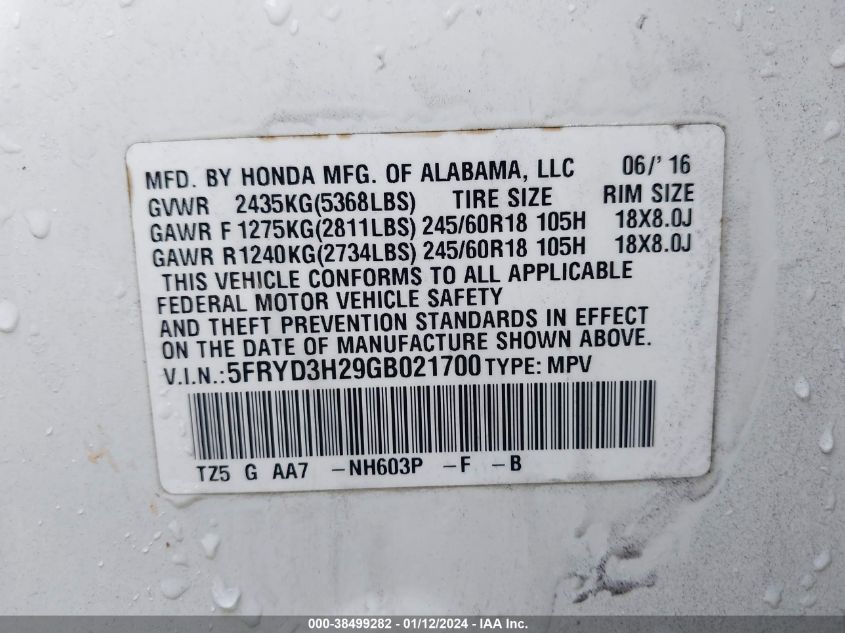 MFD. BY HONDA MFG. OF ALABAMA, LLC 06/' 16
GVWR 2435KG(5368LBS) TIRE SIZE RIM SIZE
GAWR F 1275KG(2811LBS) 245/60R18 105H 18X8.0J
GAWR R1240KG(2734LBS) 245/60R18 105H 18X8.0J
THIS VEHICLE CONFORMS TO ALL APPLICABLE
FEDERAL MOTOR VEHICLE SAFETY
AND THEFT PREVENTION STANDARDS IN EFFECT
ON THE DATE OF MANUFACTURE SHOWN ABOVE.
V.I.N.:5FRYD3H29GB021700 TYPE: MPV
TZ5 G AA7 -NH603P -F -B
000-38499282 - 01/12/2024 - IAA Inc.